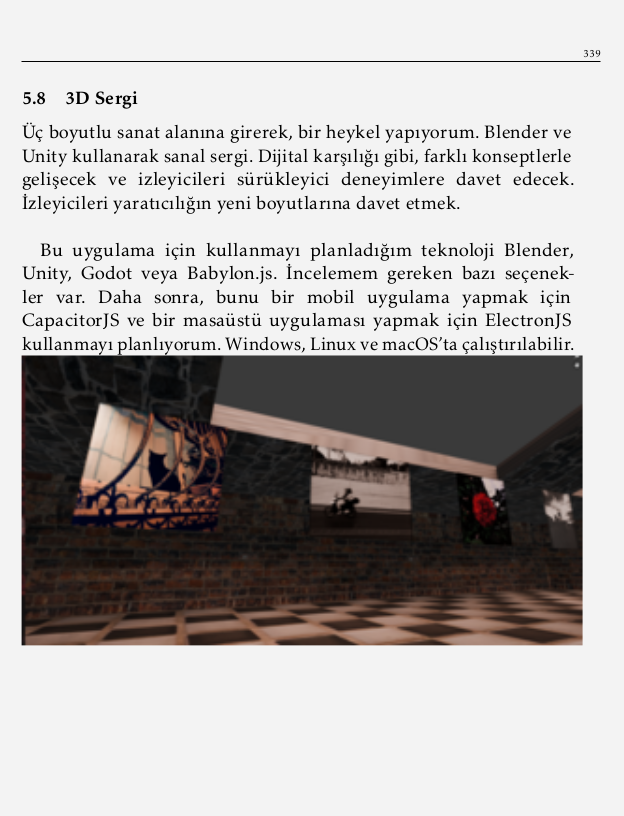 339
5.8 3D Sergi
Üç boyutlu sanat alanına girerek, bir heykel yapıyorum. Blender ve
Unity kullanarak sanal sergi. Dijital karşılığı gibi, farklı konseptlerle
gelişecek ve izleyicileri sürükleyici deneyimlere davet edecek.
İzleyicileri yaratıcılığın yeni boyutlarına davet etmek.
Bu uygulama için kullanmayı planladığım teknoloji Blender,
Unity, Godot veya Babylon.js. İncelemem gereken bazı seçenek-
ler var. Daha sonra, bunu bir mobil uygulama yapmak için
CapacitorJS ve bir masaüstü uygulaması yapmak için ElectronJS
kullanmayı planlıyorum. Windows, Linux ve macOS’ta çalıştırılabilir.